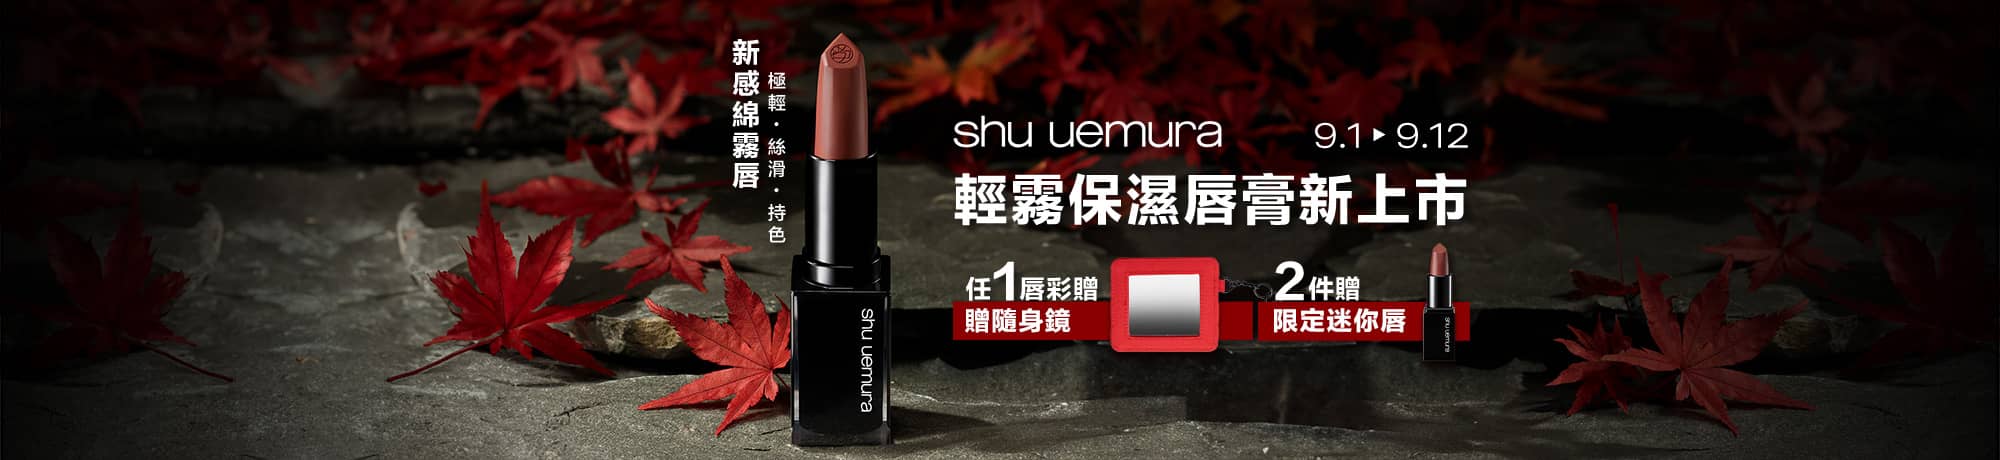 新感綿霧唇
極輕・絲滑・持色
shu uemura
9.1 ▸ 9.12
輕霧保濕唇膏新上市
任1唇彩贈
贈隨身鏡
2件贈
限定迷你唇
shu uemura
shu uemura